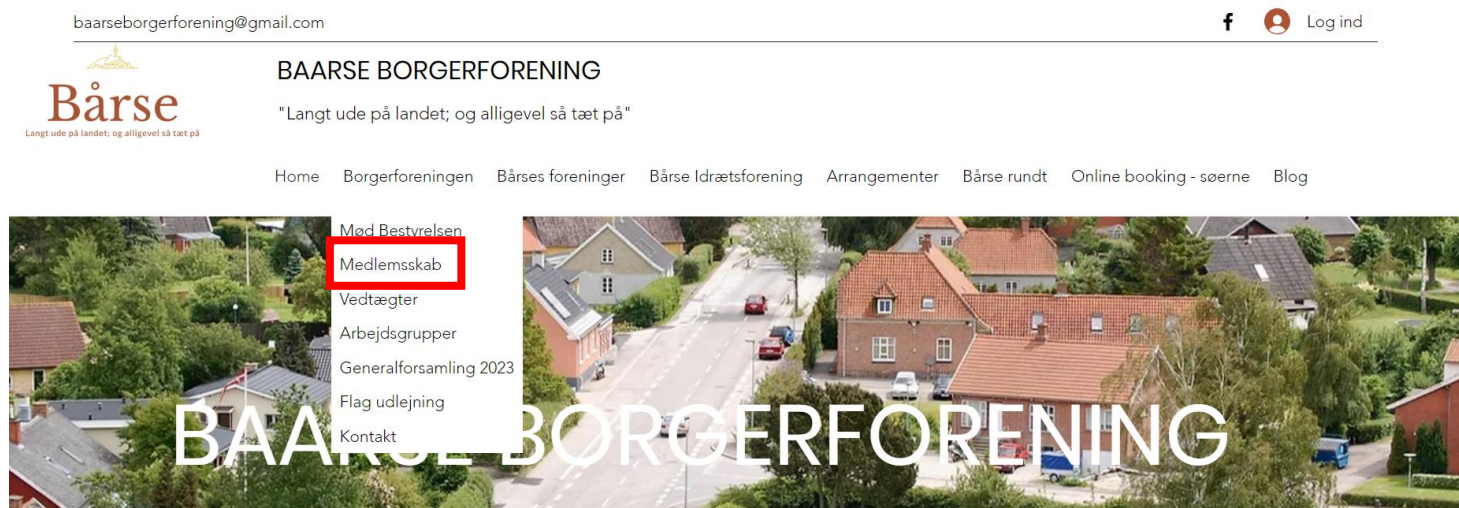 baarseborgerforening@gmail.com
f
Log ind
Bårse
Langt ude på landet; og alligevel så tæt på
BAARSE BORGERFORENING
"Langt ude på landet; og alligevel så tæt på"
Home Borgerforeningen Bårses foreninger Bårse Idrætsforening Arrangementer Bårse rundt Online booking - søerne Blog
Mød Bestyrelsen
Medlemsskab
Vedtægter
Arbejdsgrupper
Generalforsamling 2023
Flag udlejning
Kontakt
BAARSE BORGERFORENING